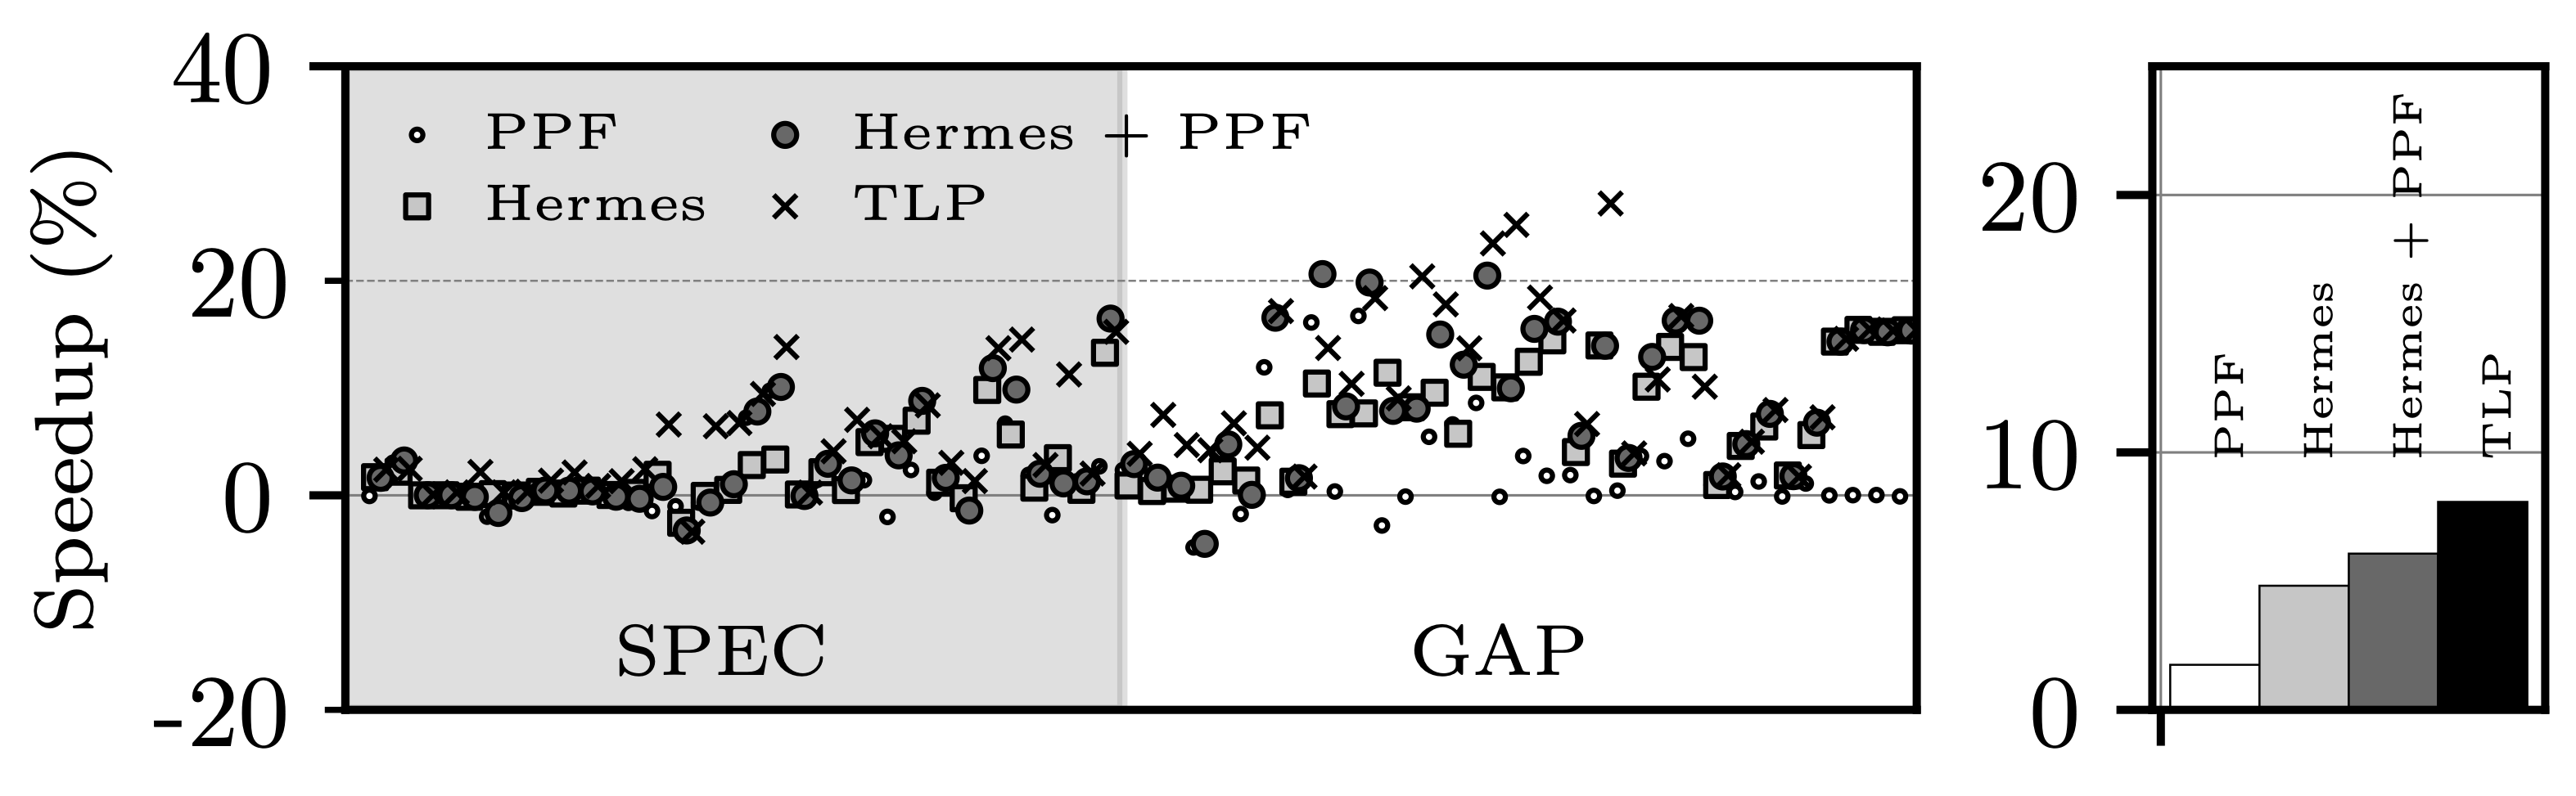 Speedup (%)
40
20
0
-20
PPF
Hermes
Hermes + PPF
TLP
SPEC
GAP
20
10
0
PPF
Hermes
Hermes + PPF
TLP